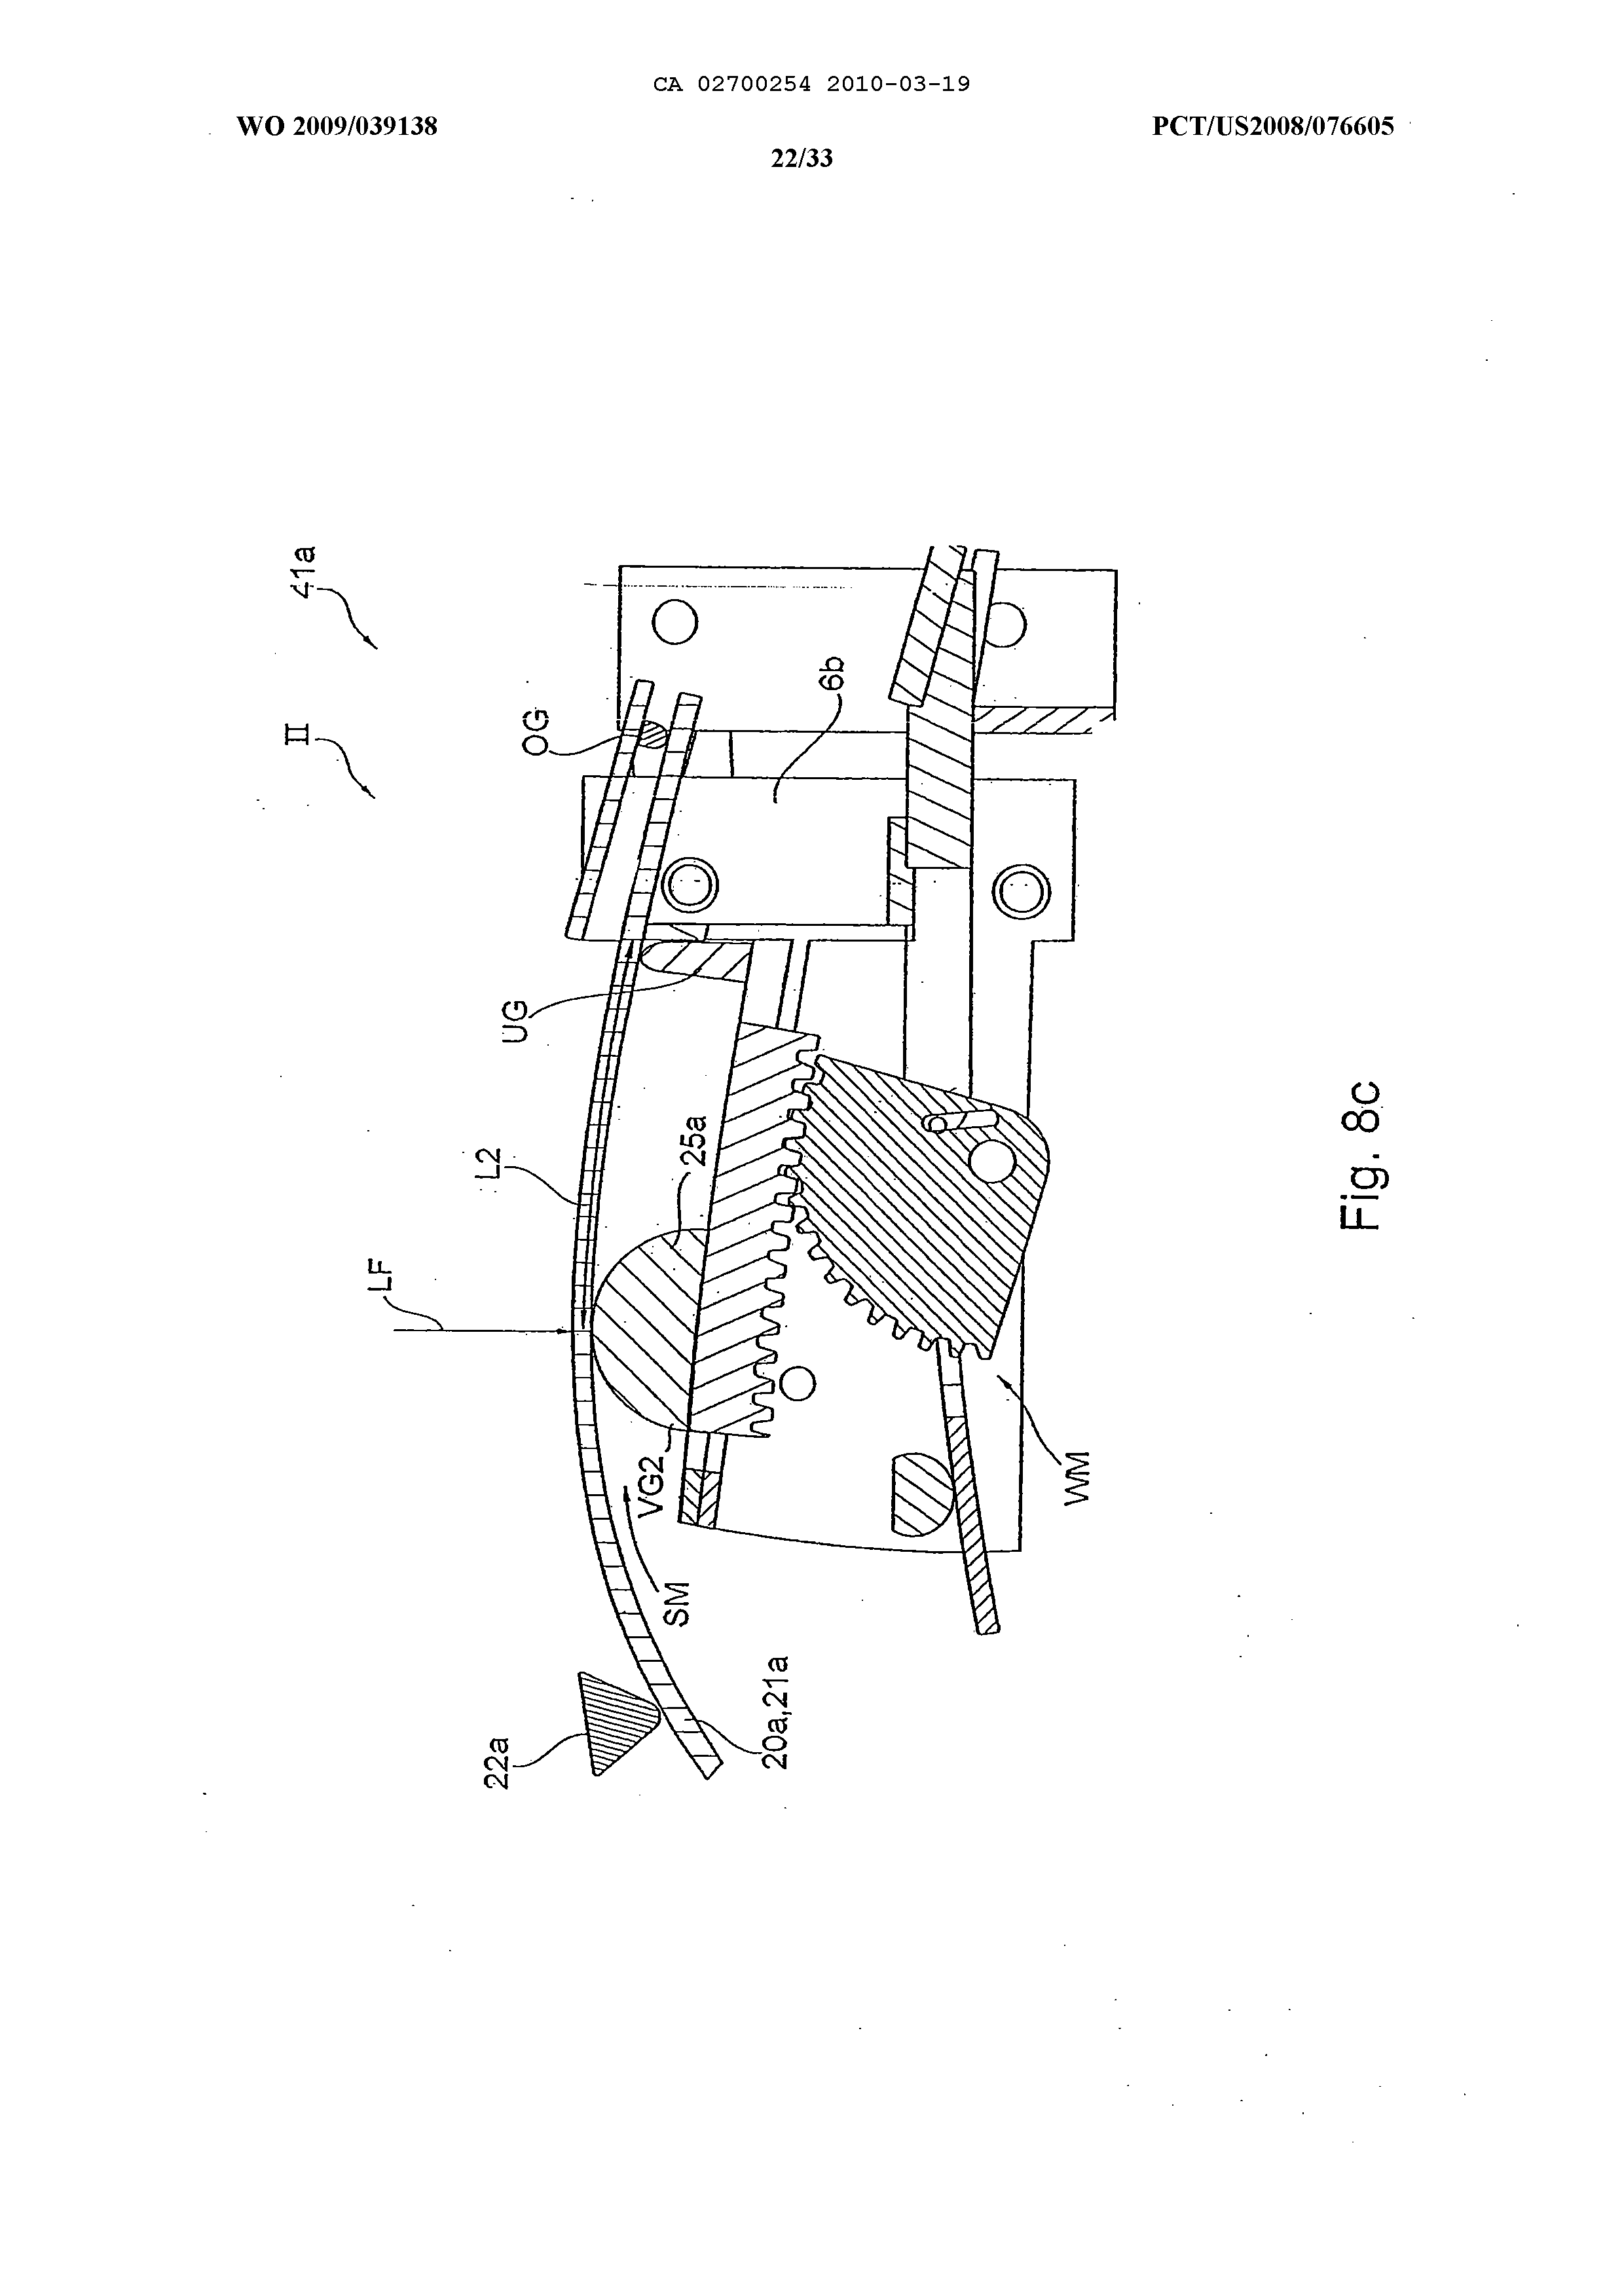 CA 02700254 2010-03-19
WO 2009/039138
PCT/US2008/076605
22/33
41a
II
OG
6b
UG
L2
25a
LF
VG2
SM
WM
22a
20a,21a
Fig. 8c